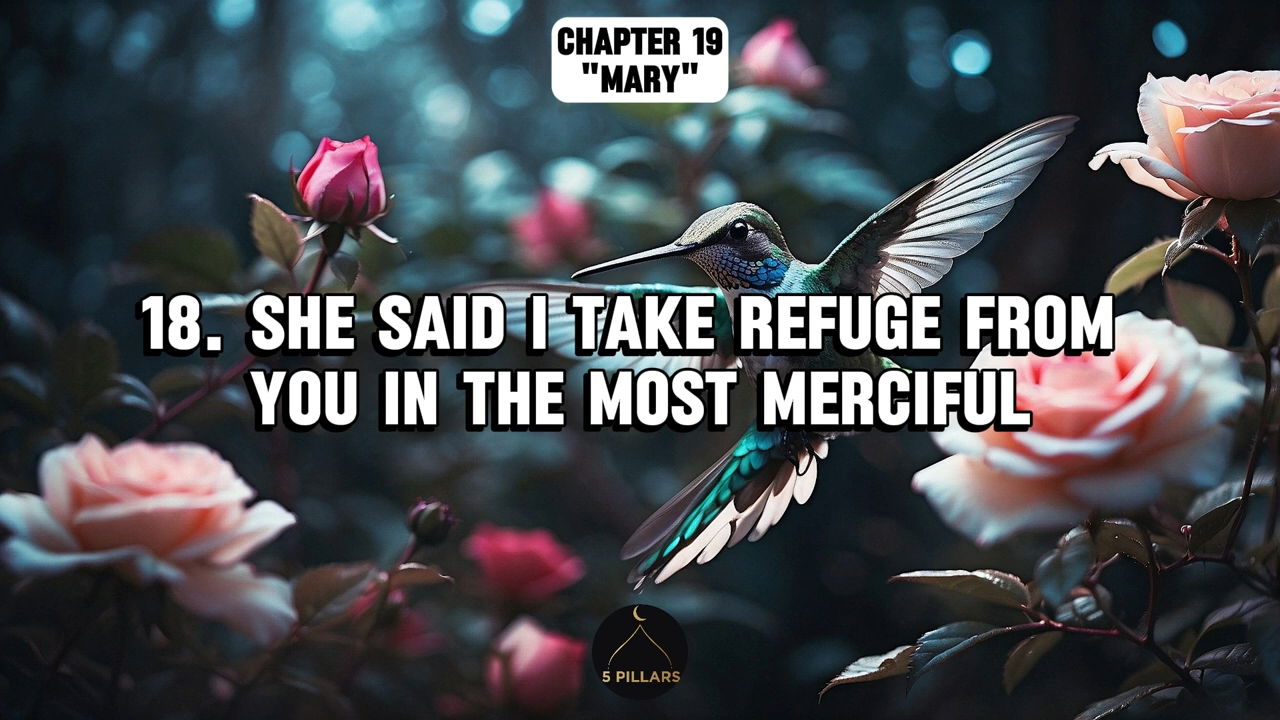 CHAPTER 19
"MARY"
18. SHE SAID I TAKE REFUGE FROM
YOU IN THE MOST MERCIFUL
5 PILLARS